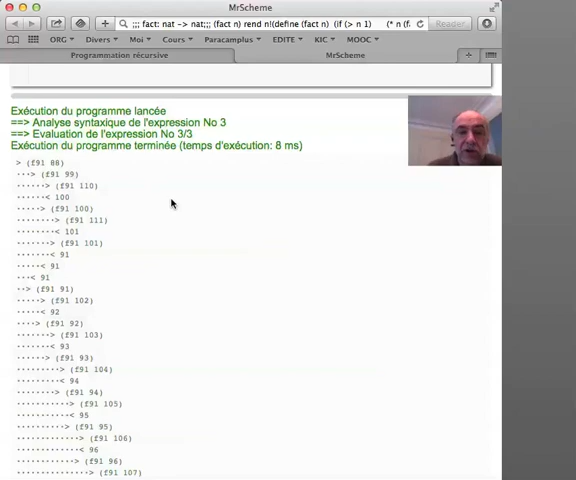 MrScheme
;;; fact: nat -> nat;;; (fact n) rend n!(define (fact n) (if (> n 1) (* n (f
Reader
ORG Divers Moi Cours Paracamplus EDITE KIC MOOC
Programmation récursive MrScheme
Exécution du programme lancée
==> Analyse syntaxique de l'expression No 3
==> Evaluation de l'expression No 3/3
Exécution du programme terminée (temps d'exécution: 8 ms)
> (f91 88)
···> (f91 99)
······> (f91 110)
······< 100
·····> (f91 100)
········> (f91 111)
········< 101
·······> (f91 101)
·······< 91
·····< 91
···< 91
··> (f91 91)
·····> (f91 102)
·····< 92
····> (f91 92)
·······> (f91 103)
·······< 93
······> (f91 93)
·········> (f91 104)
·········< 94
········> (f91 94)
···········> (f91 105)
···········< 95
··········> (f91 95)
·············> (f91 106)
·············< 96
············> (f91 96)
···············> (f91 107)